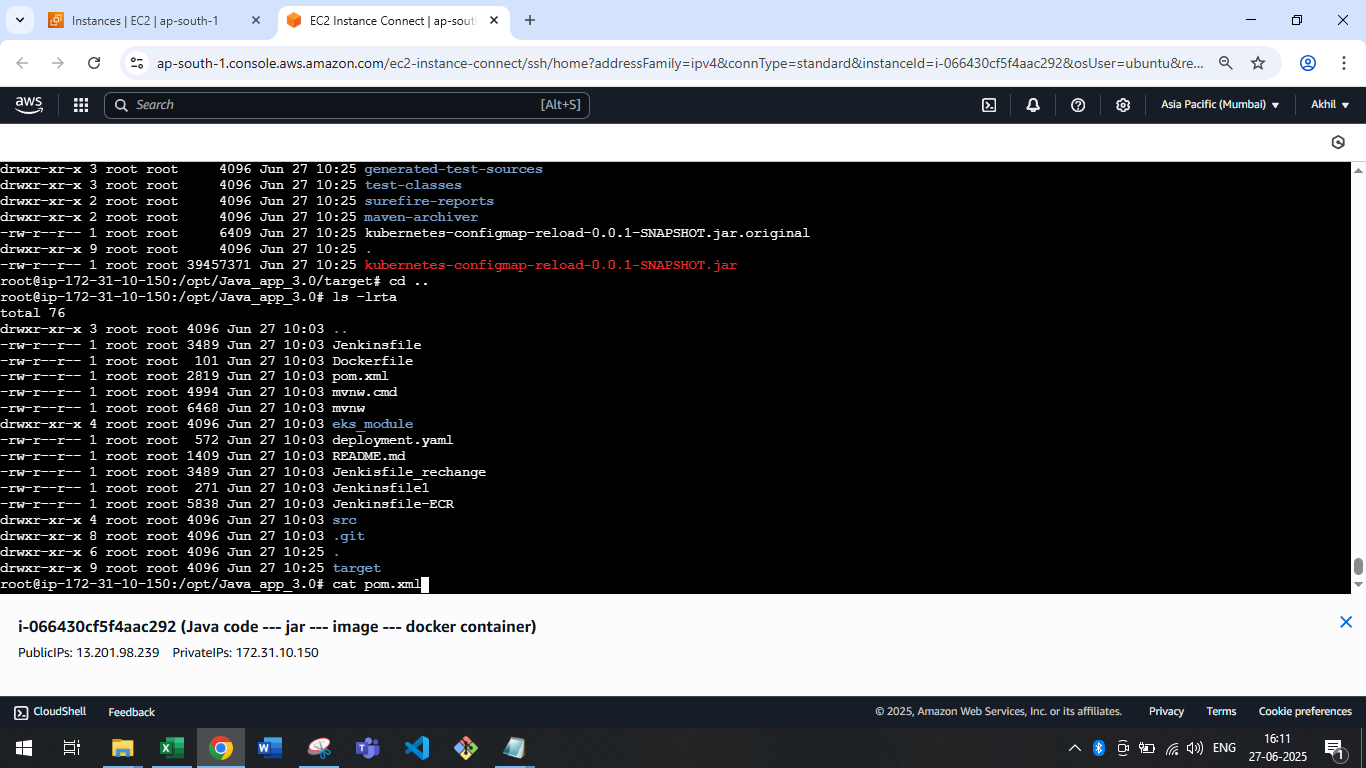 Instances | EC2 | ap-south-1
EC2 Instance Connect | ap-sout
ap-south-1.console.aws.amazon.com/ec2-instance-connect/ssh/home?addressFamily=ipv4&connType=standard&instanceId=i-066430cf5f4aac292&osUser=ubuntu&re...
aws
Search
[Alt+S]
Asia Pacific (Mumbai)
Akhil
drwxr-xr-x 3 root root     4096 Jun 27 10:25 generated-test-sources
drwxr-xr-x 3 root root     4096 Jun 27 10:25 test-classes
drwxr-xr-x 2 root root     4096 Jun 27 10:25 surefire-reports
drwxr-xr-x 2 root root     4096 Jun 27 10:25 maven-archiver
-rw-r--r-- 1 root root     6409 Jun 27 10:25 kubernetes-configmap-reload-0.0.1-SNAPSHOT.jar.original
drwxr-xr-x 9 root root     4096 Jun 27 10:25 .
-rw-r--r-- 1 root root 39457371 Jun 27 10:25 kubernetes-configmap-reload-0.0.1-SNAPSHOT.jar
root@ip-172-31-10-150:/opt/Java_app_3.0/target# cd ..
root@ip-172-31-10-150:/opt/Java_app_3.0# ls -lrta
total 76
drwxr-xr-x 3 root root 4096 Jun 27 10:03 ..
-rw-r--r-- 1 root root 3489 Jun 27 10:03 Jenkinsfile
-rw-r--r-- 1 root root  101 Jun 27 10:03 Dockerfile
-rw-r--r-- 1 root root 2819 Jun 27 10:03 pom.xml
-rw-r--r-- 1 root root 4994 Jun 27 10:03 mvnw.cmd
-rw-r--r-- 1 root root 6468 Jun 27 10:03 mvnw
drwxr-xr-x 4 root root 4096 Jun 27 10:03 eks_module
-rw-r--r-- 1 root root  572 Jun 27 10:03 deployment.yaml
-rw-r--r-- 1 root root 1409 Jun 27 10:03 README.md
-rw-r--r-- 1 root root 3489 Jun 27 10:03 Jenkisfile_rechange
-rw-r--r-- 1 root root  271 Jun 27 10:03 Jenkinsfile1
-rw-r--r-- 1 root root 5838 Jun 27 10:03 Jenkinsfile-ECR
drwxr-xr-x 4 root root 4096 Jun 27 10:03 src
drwxr-xr-x 8 root root 4096 Jun 27 10:03 .git
drwxr-xr-x 6 root root 4096 Jun 27 10:25 .
drwxr-xr-x 9 root root 4096 Jun 27 10:25 target
root@ip-172-31-10-150:/opt/Java_app_3.0# cat pom.xml
i-066430cf5f4aac292 (Java code --- jar --- image --- docker container)
PublicIPs: 13.201.98.239 PrivateIPs: 172.31.10.150
CloudShell
Feedback
© 2025, Amazon Web Services, Inc. or its affiliates.
Privacy
Terms
Cookie preferences
ENG
16:11
27-06-2025
1